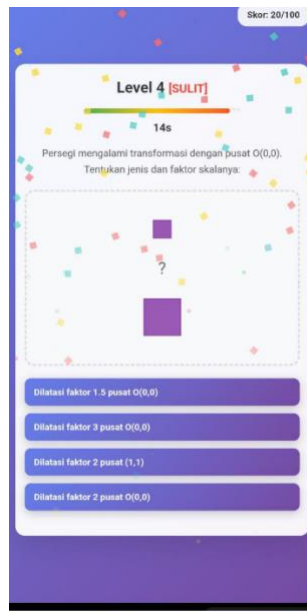 Skor: 20/100
Level 4 [SULIT]
14s
Persegi mengalami transformasi dengan pusat O(0,0).
Tentukan jenis dan faktor skalanya:
?
Dilatasi faktor 1.5 pusat O(0,0)
Dilatasi faktor 3 pusat O(0,0)
Dilatasi faktor 2 pusat (1,1)
Dilatasi faktor 2 pusat O(0,0)